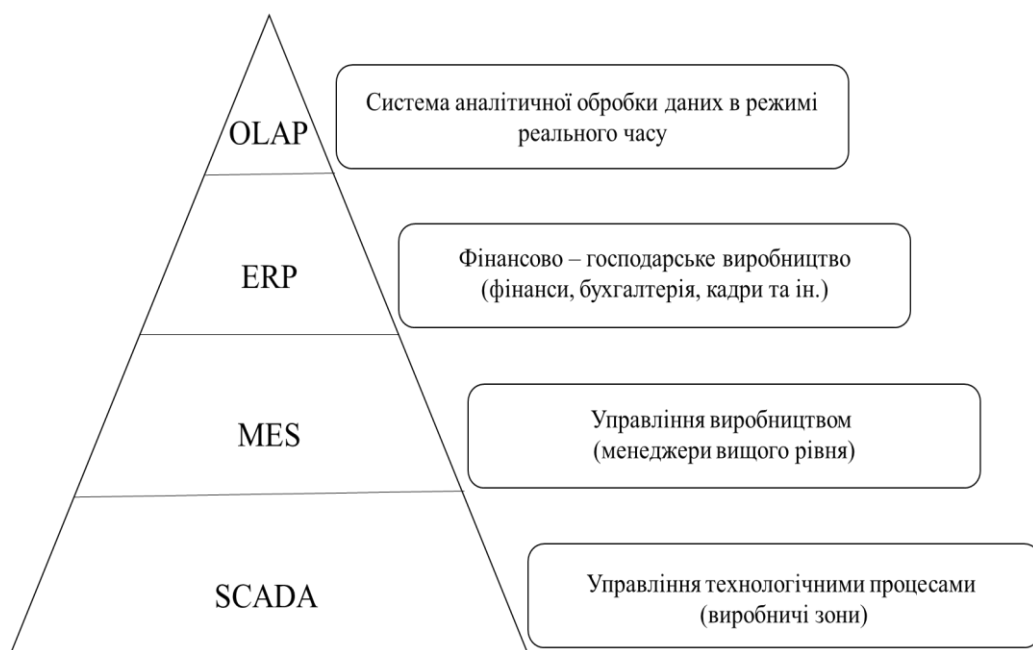 OLAP
Система аналітичної обробки даних в режимі
реального часу
ERP
Фінансово – господарське виробництво
(фінанси, бухгалтерія, кадри та ін.)
MES
Управління виробництвом
(менеджери вищого рівня)
SCADA
Управління технологічними процесами
(виробничі зони)